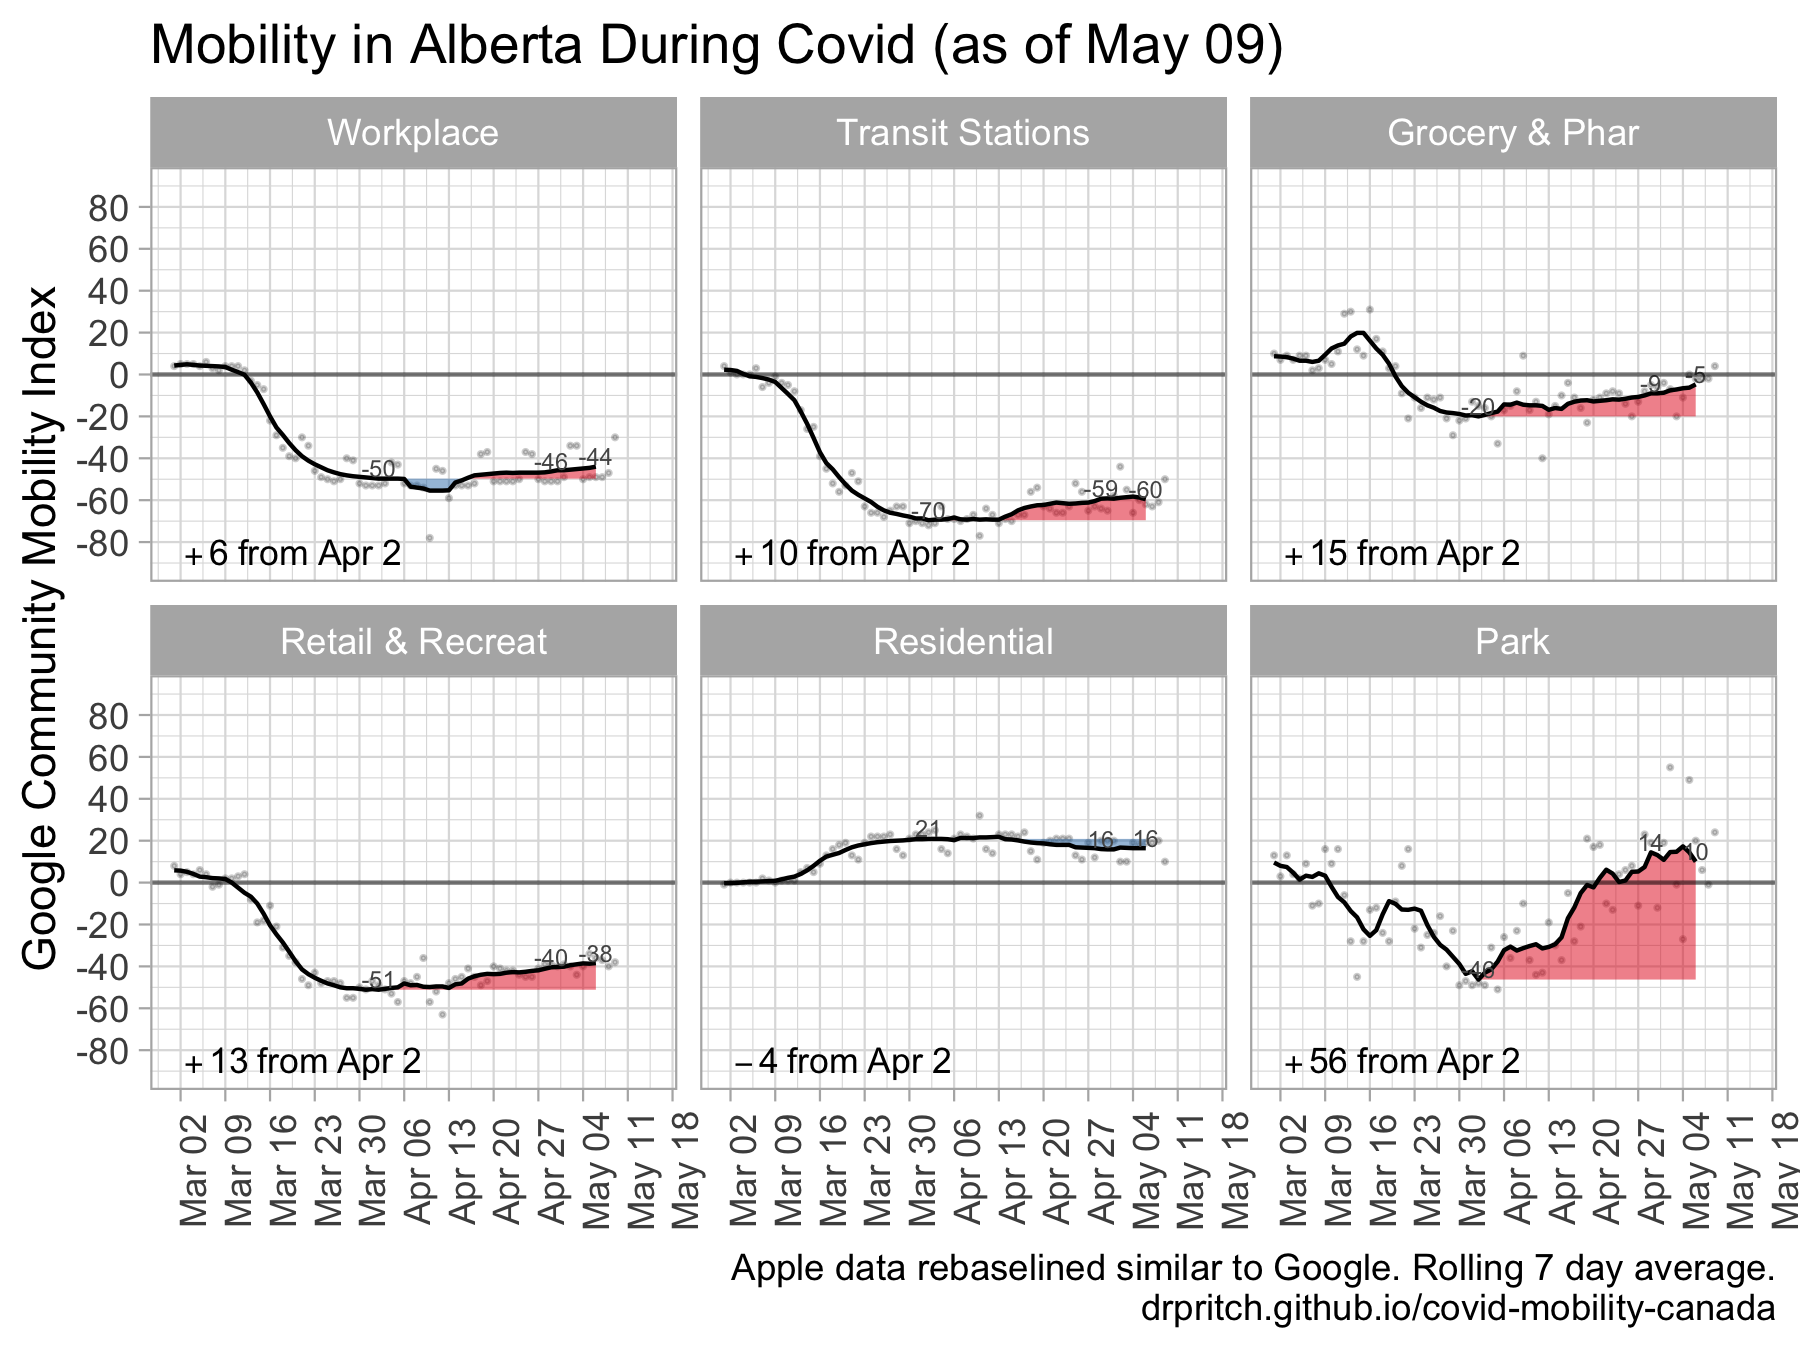 Mobility in Alberta During Covid (as of May 09)
Google Community Mobility Index
Workplace
Transit Stations
Grocery & Phar
80
60
40
20
0
-20
-40
-60
-80
-50
-46
-44
+ 6 from Apr 2
-70
-59
-60
+ 10 from Apr 2
-20
-9
-5
+ 15 from Apr 2
Retail & Recreat
Residential
Park
80
60
40
20
0
-20
-40
-60
-80
-51
-40
-38
+ 13 from Apr 2
21
16
16
− 4 from Apr 2
-46
14
10
+ 56 from Apr 2
Mar 02
Mar 09
Mar 16
Mar 23
Mar 30
Apr 06
Apr 13
Apr 20
Apr 27
May 04
May 11
May 18
Mar 02
Mar 09
Mar 16
Mar 23
Mar 30
Apr 06
Apr 13
Apr 20
Apr 27
May 04
May 11
May 18
Mar 02
Mar 09
Mar 16
Mar 23
Mar 30
Apr 06
Apr 13
Apr 20
Apr 27
May 04
May 11
May 18
Apple data rebaselined similar to Google. Rolling 7 day average.
drpritch.github.io/covid-mobility-canada